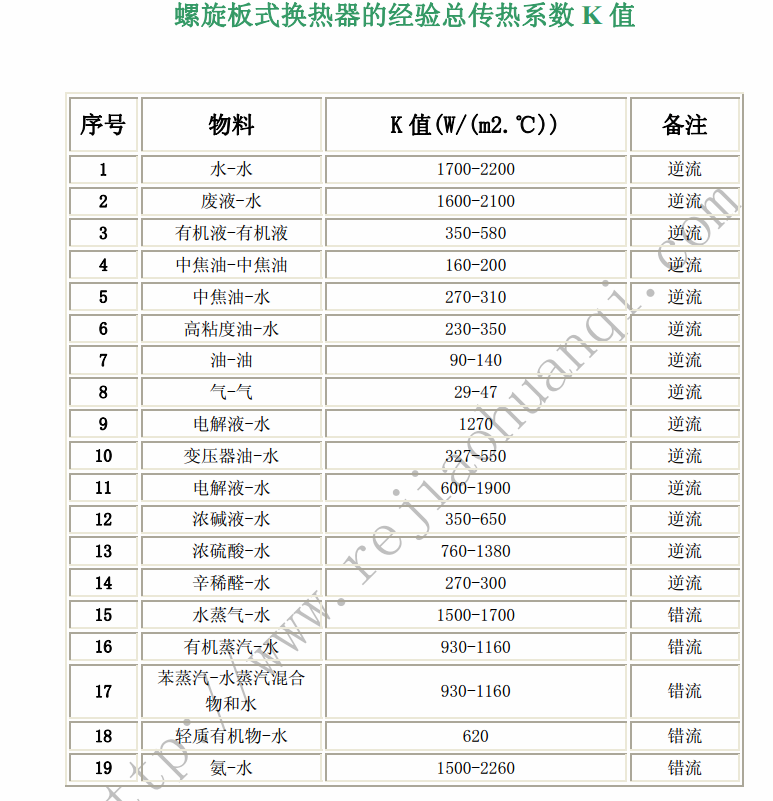 螺旋板式换热器的经验总传热系数 K 值
序号 物料 K 值(W/(m2.℃)) 备注
1 水-水 1700-2200 逆流
2 废液-水 1600-2100 逆流
3 有机液-有机液 350-580 逆流
4 中焦油-中焦油 160-200 逆流
5 中焦油-水 270-310 逆流
6 高粘度油-水 230-350 逆流
7 油-油 90-140 逆流
8 气-气 29-47 逆流
9 电解液-水 1270 逆流
10 变压器油-水 327-550 逆流
11 电解液-水 600-1900 逆流
12 浓碱液-水 350-650 逆流
13 浓硫酸-水 760-1380 逆流
14 辛稀醛-水 270-300 逆流
15 水蒸气-水 1500-1700 错流
16 有机蒸汽-水 930-1160 错流
17 苯蒸汽-水蒸汽混合 930-1160 错流
物和水
18 轻质有机物-水 620 错流
19 氨-水 1500-2260 错流
ttp://www.rejiaohuanqi.com